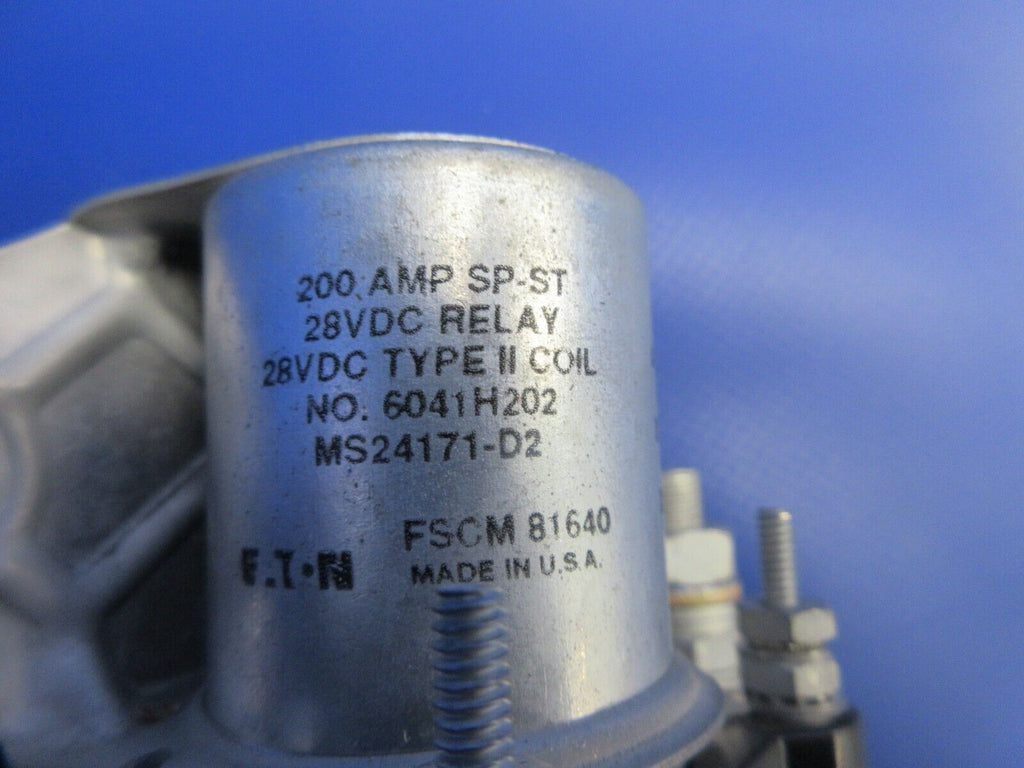 200 AMP SP-ST
28VDC RELAY
28VDC TYPE II COIL
NO. 6041H202
MS24171-D2
FSCM 81640
E.T•N MADE IN U.S.A.